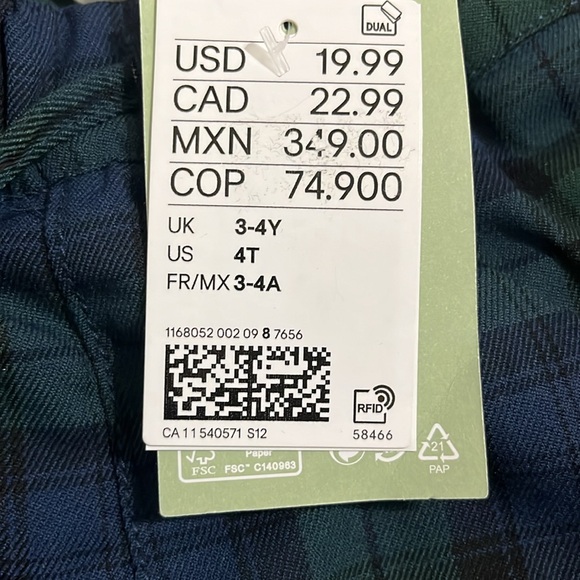 DUAL
USD 19.99
CAD 22.99
MXN 349.00
COP 74.900
UK 3-4Y
US 4T
FR/MX 3-4A
1168052 002 09 8 7656
RFID
CA 11 540571 S12 58466
Paper
FSC
FSC™ C140963
21
PAP